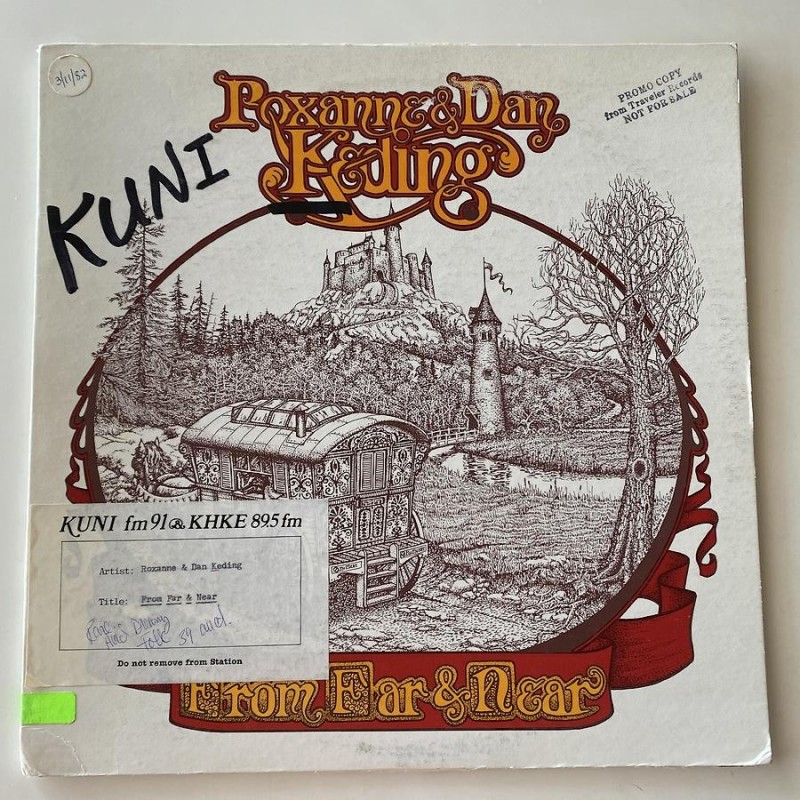 3/11/82
Roxanne & Dan
Keding
PROMO COPY
from Traveler Records
NOT FOR SALE
KUNI
KUNI fm 91 & KHKE 89.5 fm
Artist: Roxanne & Dan Keding
Title: From Far & Near
Do not remove from Station
From Far & Near